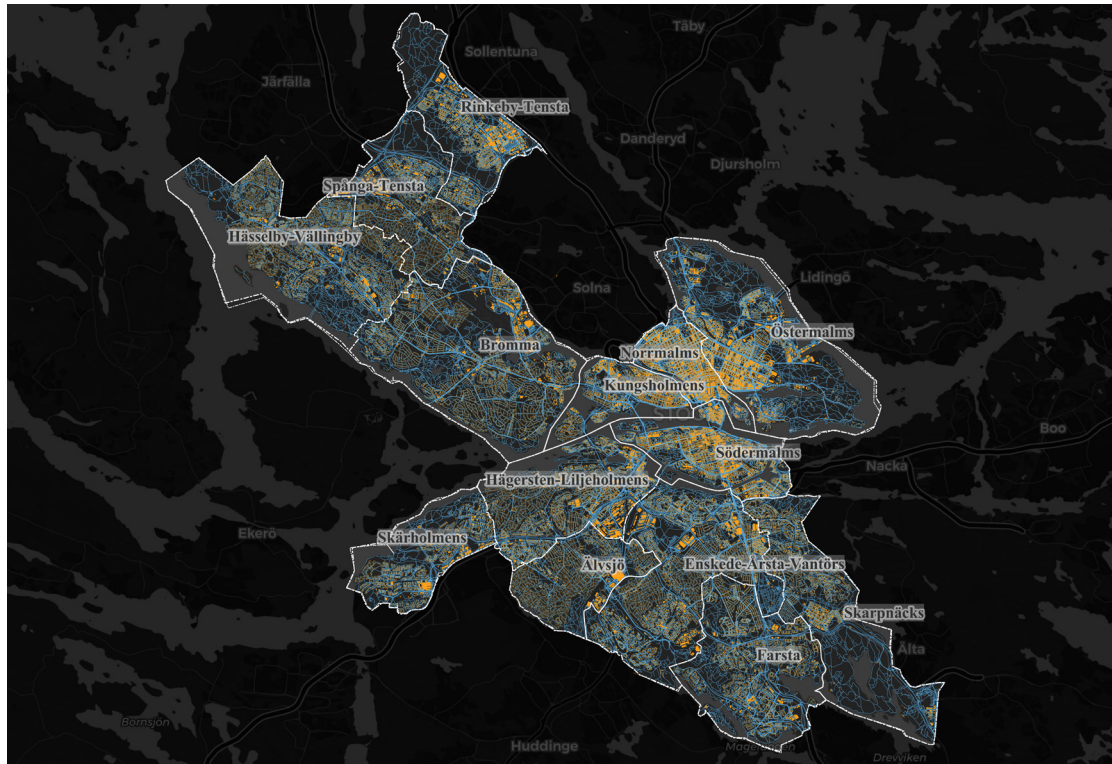 Täby
Sollentuna
Järfälla
Rinkeby-Tensta
Danderyd
Djursholm
Spånga-Tensta
Hässelby-Vällingby
Lidingö
Solna
Östermalms
Bromma
Norrmalms
Kungsholmens
Boo
Södermalms
Nacka
Hägersten-Liljeholmens
Ekerö
Skärholmens
Älvsjö
Enskede-Årsta-Vantörs
Skarpnäcks
Älta
Farsta
Bornsjön
Huddinge
Drevviken